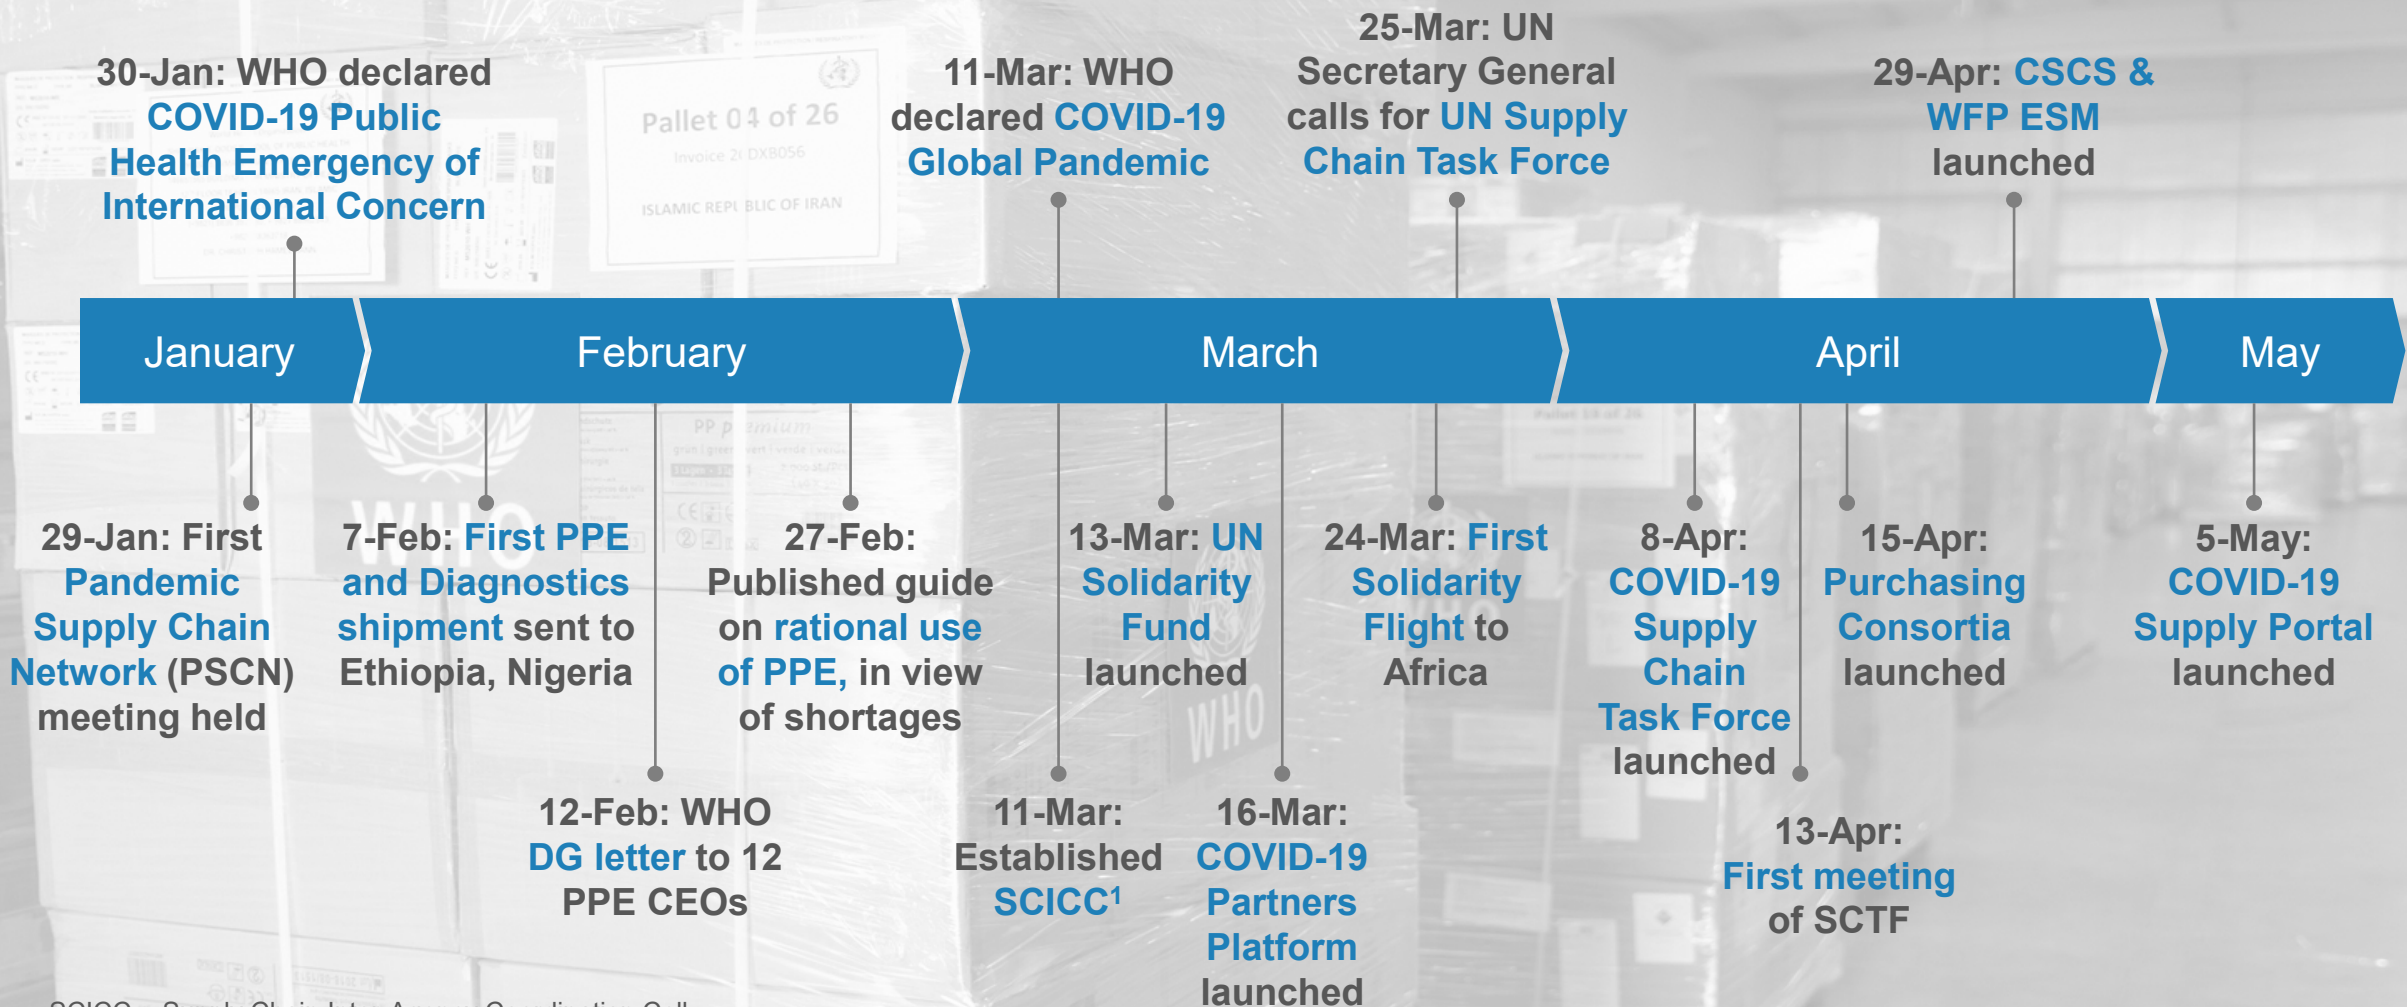 30-Jan: WHO declared
COVID-19 Public
Health Emergency of
International Concern
11-Mar: WHO
declared COVID-19
Global Pandemic
25-Mar: UN
Secretary General
calls for UN Supply
Chain Task Force
29-Apr: CSCS &
WFP ESM
launched
Pallet 04 of 26
ISLAMIC REPUBLIC OF IRAN
January
February
March
April
May
29-Jan: First
Pandemic
Supply Chain
Network (PSCN)
meeting held
7-Feb: First PPE
and Diagnostics
shipment sent to
Ethiopia, Nigeria
12-Feb: WHO
DG letter to 12
PPE CEOs
27-Feb:
Published guide
on rational use
of PPE, in view
of shortages
11-Mar:
Established
SCICC¹
13-Mar: UN
Solidarity
Fund
launched
16-Mar:
COVID-19
Partners
Platform
launched
24-Mar: First
Solidarity
Flight to
Africa
8-Apr:
COVID-19
Supply
Chain
Task Force
launched
13-Apr:
First meeting
of SCTF
15-Apr:
Purchasing
Consortia
launched
5-May:
COVID-19
Supply Portal
launched
WHO
PP premium
WHO
WHO